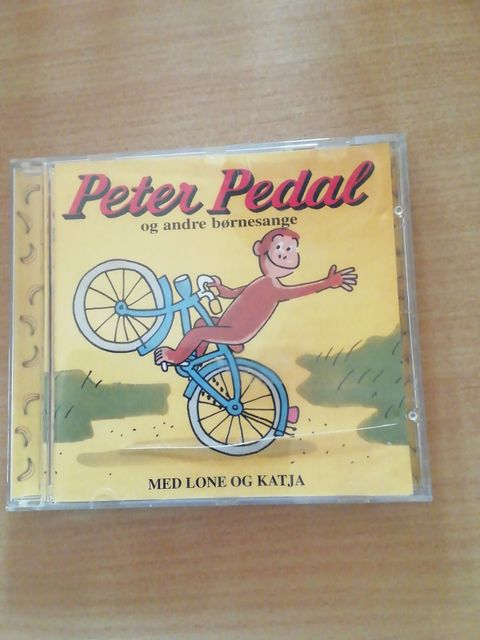 Peter Pedal
og andre børnesange
MED LONE OG KATJA